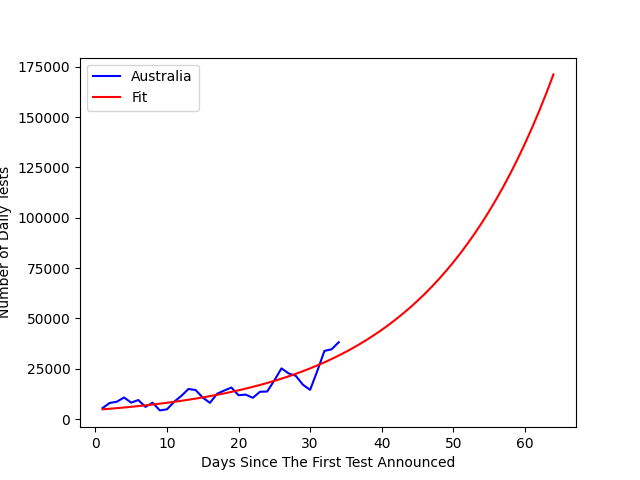 Australia
Fit
175000
150000
125000
100000
75000
50000
25000
0
Number of Daily Tests
0 10 20 30 40 50 60
Days Since The First Test Announced